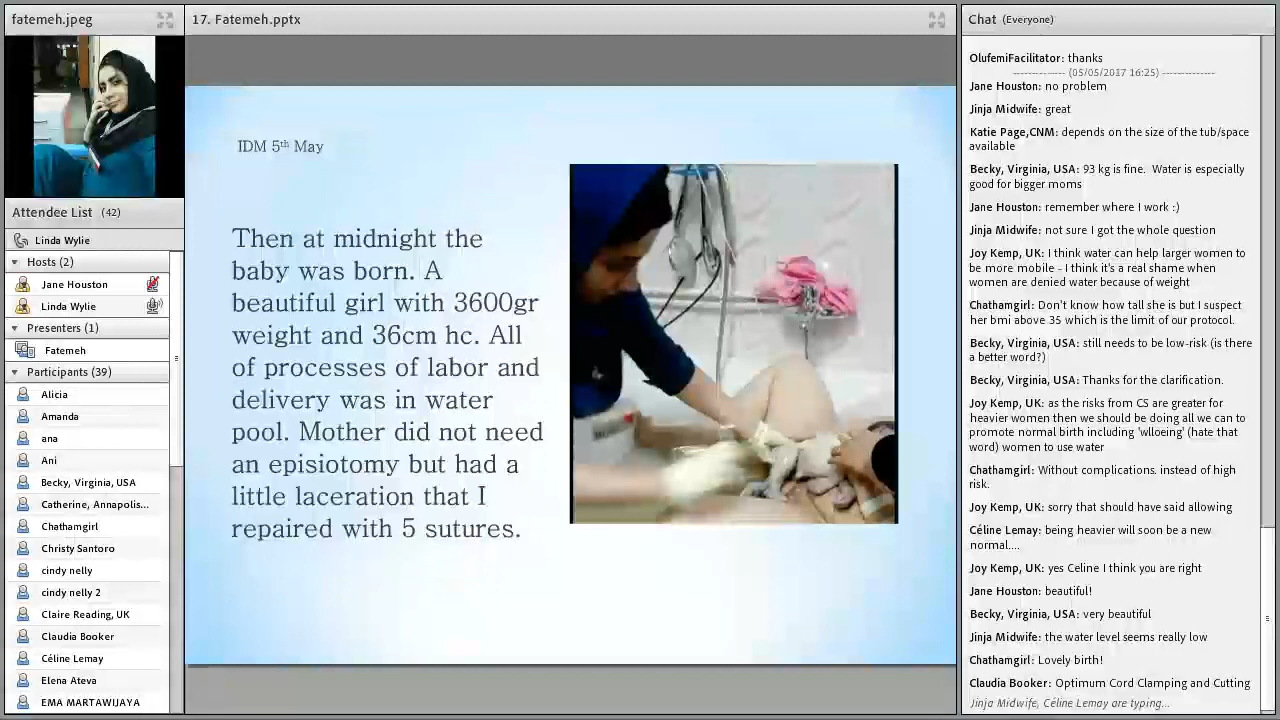 fatemeh.jpeg
Attendee List (42)
Linda Wylie
Hosts (2)
Jane Houston
Linda Wylie
Presenters (1)
Fatemeh
Participants (39)
Alicia
Amanda
ana
Ani
Becky, Virginia, USA
Catherine, Annapolis...
Chathamgirl
Christy Santoro
cindy nelly
cindy nelly 2
Claire Reading, UK
Claudia Booker
Céline Lemay
Elena Ateva
EMA MARTAWIJAYA
17. Fatemeh.pptx
IDM 5th May
Then at midnight the
baby was born. A
beautiful girl with 3600gr
weight and 36cm hc. All
of processes of labor and
delivery was in water
pool. Mother did not need
an episiotomy but had a
little laceration that I
repaired with 5 sutures.
Chat (Everyone)
OlufemiFacilitator: thanks
-------------- (05/05/2017 16:25) --------------
Jane Houston: no problem
Jinja Midwife: great
Katie Page,CNM: depends on the size of the tub/space
available
Becky, Virginia, USA: 93 kg is fine. Water is especially
good for bigger moms
Jane Houston: remember where I work :)
Jinja Midwife: not sure I got the whole question
Joy Kemp, UK: I think water can help larger women to
be more mobile - I think it's a real shame when
women are denied water because of weight
Chathamgirl: Don't know how tall she is but I suspect
her bmi above 35 which is the limit of our protocol.
Becky, Virginia, USA: still needs to be low-risk (is there
a better word?)
Becky, Virginia, USA: Thanks for the clarification.
Joy Kemp, UK: as the risks from CS are greater for
heavier women then we should be doing all we can to
promote normal birth including 'wlloeing' (hate that
word) women to use water
Chathamgirl: Without complications. instead of high
risk.
Joy Kemp, UK: sorry that should have said allowing
Céline Lemay: being heavier will soon be a new
normal....
Joy Kemp, UK: yes Celine I think you are right
Jane Houston: beautiful!
Becky, Virginia, USA: very beautiful
Jinja Midwife: the water level seems really low
Chathamgirl: Lovely birth!
Claudia Booker: Optimum Cord Clamping and Cutting
Jinja Midwife, Céline Lemay are typing...